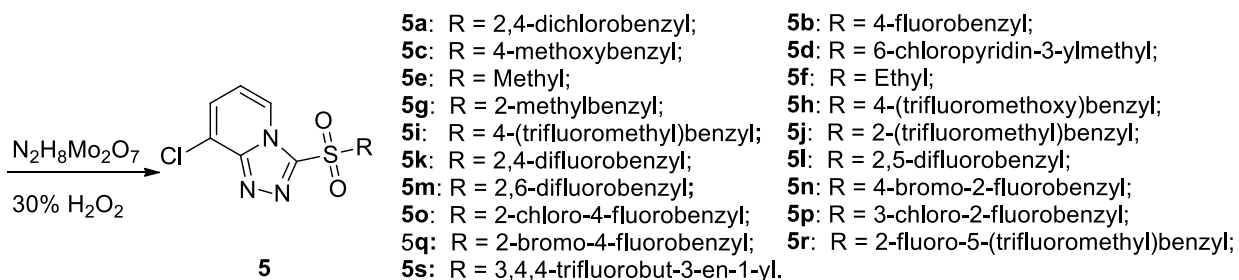 5a: R = 2,4-dichlorobenzyl; 5b: R = 4-fluorobenzyl;
5c: R = 4-methoxybenzyl; 5d: R = 6-chloropyridin-3-ylmethyl;
5e: R = Methyl; 5f: R = Ethyl;
5g: R = 2-methylbenzyl; 5h: R = 4-(trifluoromethoxy)benzyl;
5i: R = 4-(trifluoromethyl)benzyl; 5j: R = 2-(trifluoromethyl)benzyl;
5k: R = 2,4-difluorobenzyl; 5l: R = 2,5-difluorobenzyl;
5m: R = 2,6-difluorobenzyl; 5n: R = 4-bromo-2-fluorobenzyl;
5o: R = 2-chloro-4-fluorobenzyl; 5p: R = 3-chloro-2-fluorobenzyl;
5q: R = 2-bromo-4-fluorobenzyl; 5r: R = 2-fluoro-5-(trifluoromethyl)benzyl;
5s: R = 3,4,4-trifluorobut-3-en-1-yl.
N₂H₈Mo₂O₇
30% H₂O₂
Cl
N
N
N
O
S
O
R
5